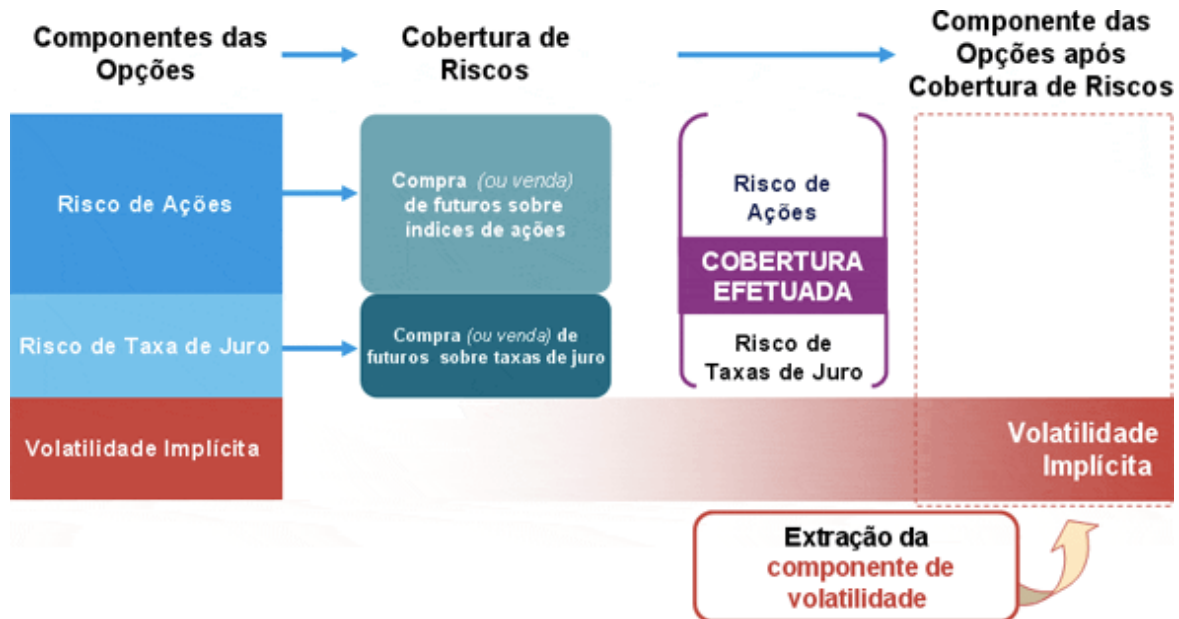 Componentes das
Opções
Cobertura de
Riscos
Componente das
Opções após
Cobertura de Riscos
Risco de Ações
Compra (ou venda)
de futuros sobre
índices de ações
Risco de
Ações
COBERTURA
EFETUADA
Risco de Taxa de Juro
Compra (ou venda) de
futuros sobre taxas de juro
Risco de
Taxas de Juro
Volatilidade Implícita
Volatilidade
Implícita
Extração da
componente de
volatilidade